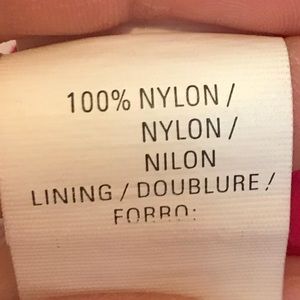 100% NYLON /
NYLON /
NILON
LINING / DOUBLURE /
FORRO: